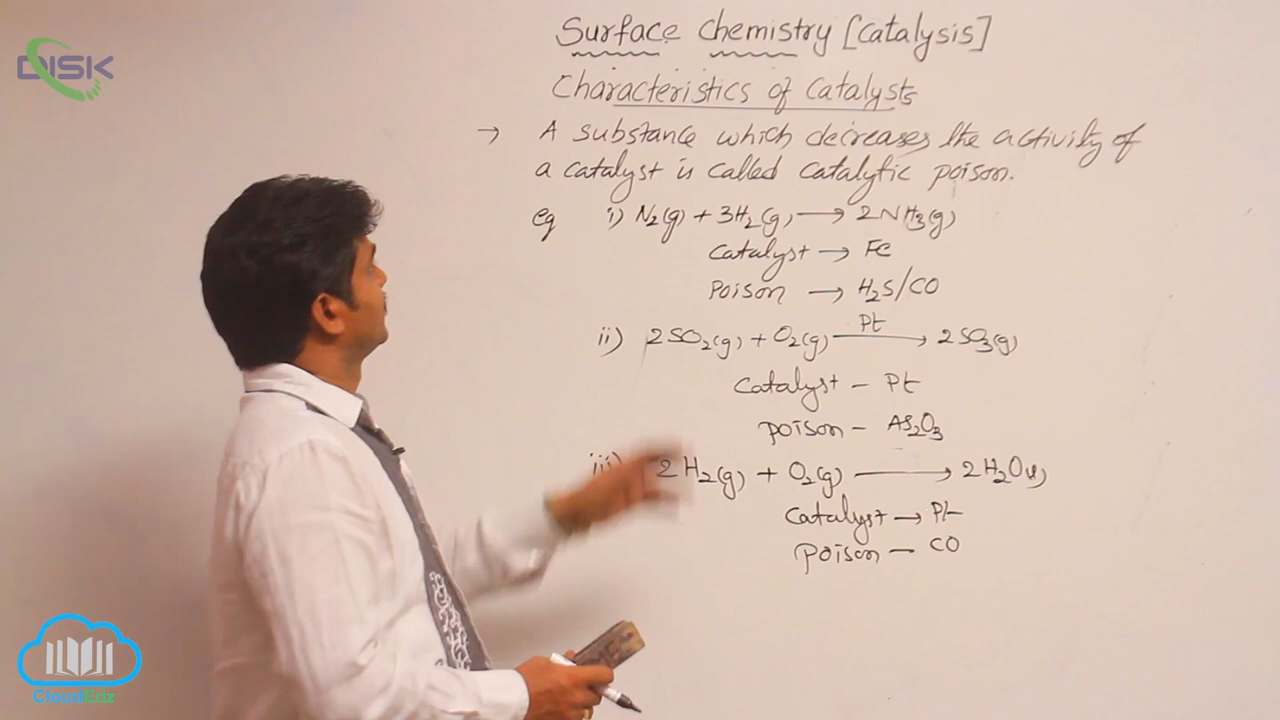 DISK
Surface chemistry [Catalysis]
Characteristics of Catalysts
→ A substance which decreases the activity of
a catalyst is called catalytic poison.
eg i) N₂(g) + 3H₂(g) ⟶ 2NH₃(g)
Catalyst → Fe
Poison → H₂S/CO
Pt
ii) 2SO₂(g) + O₂(g) ⟶ 2SO₃(g)
Catalyst – Pt
poison – AS₂O₃
iii) 2H₂(g) + O₂(g) ⟶ 2H₂O(l)
Catalyst → Pt
poison – CO
CloudEdz